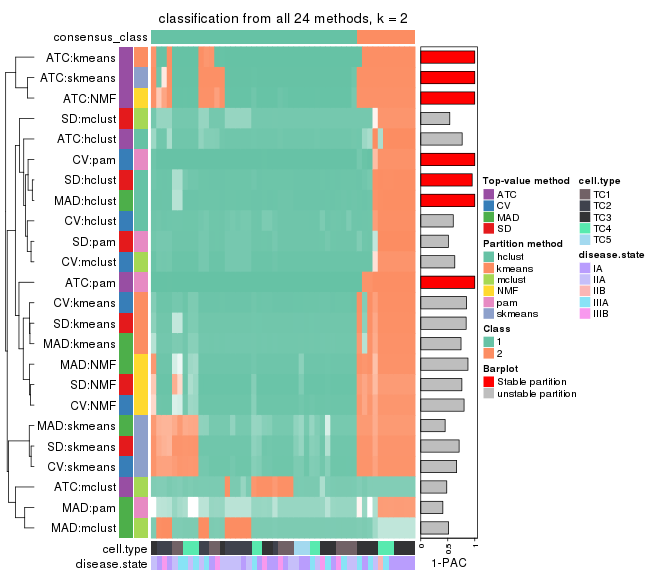 classification from all 24 methods, k = 2
consensus_class
ATC:kmeans
ATC:skmeans
ATC:NMF
SD:mclust
ATC:hclust
CV:pam
SD:hclust
MAD:hclust
CV:hclust
SD:pam
CV:mclust
ATC:pam
CV:kmeans
SD:kmeans
MAD:kmeans
MAD:NMF
SD:NMF
CV:NMF
MAD:skmeans
SD:skmeans
CV:skmeans
ATC:mclust
MAD:pam
MAD:mclust
cell.type
disease.state
0
0.5
1
1-PAC
Top-value method
ATC
CV
MAD
SD
Partition method
hclust
kmeans
mclust
NMF
pam
skmeans
Class
1
2
Barplot
Stable partition
unstable partition
cell.type
TC1
TC2
TC3
TC4
TC5
disease.state
IA
IIA
IIB
IIIA
IIIB